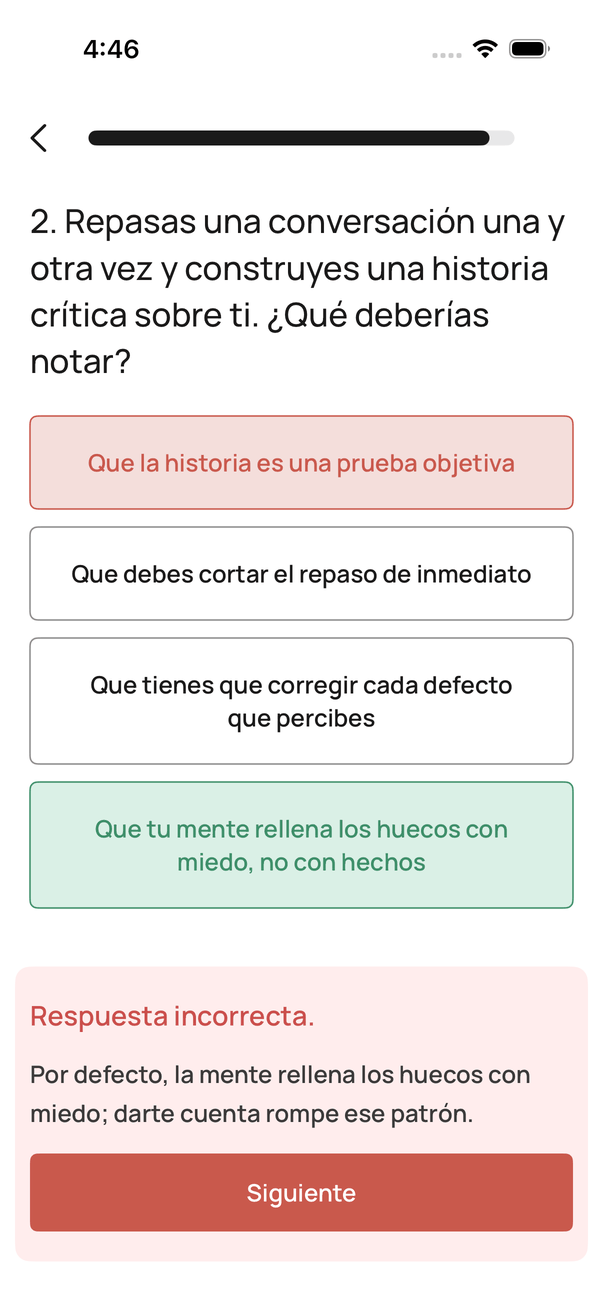 4:46
2. Repasas una conversación una y
otra vez y construyes una historia
crítica sobre ti. ¿Qué deberías
notar?
Que la historia es una prueba objetiva
Que debes cortar el repaso de inmediato
Que tienes que corregir cada defecto
que percibes
Que tu mente rellena los huecos con
miedo, no con hechos
Respuesta incorrecta.
Por defecto, la mente rellena los huecos con
miedo; darte cuenta rompe ese patrón.
Siguiente